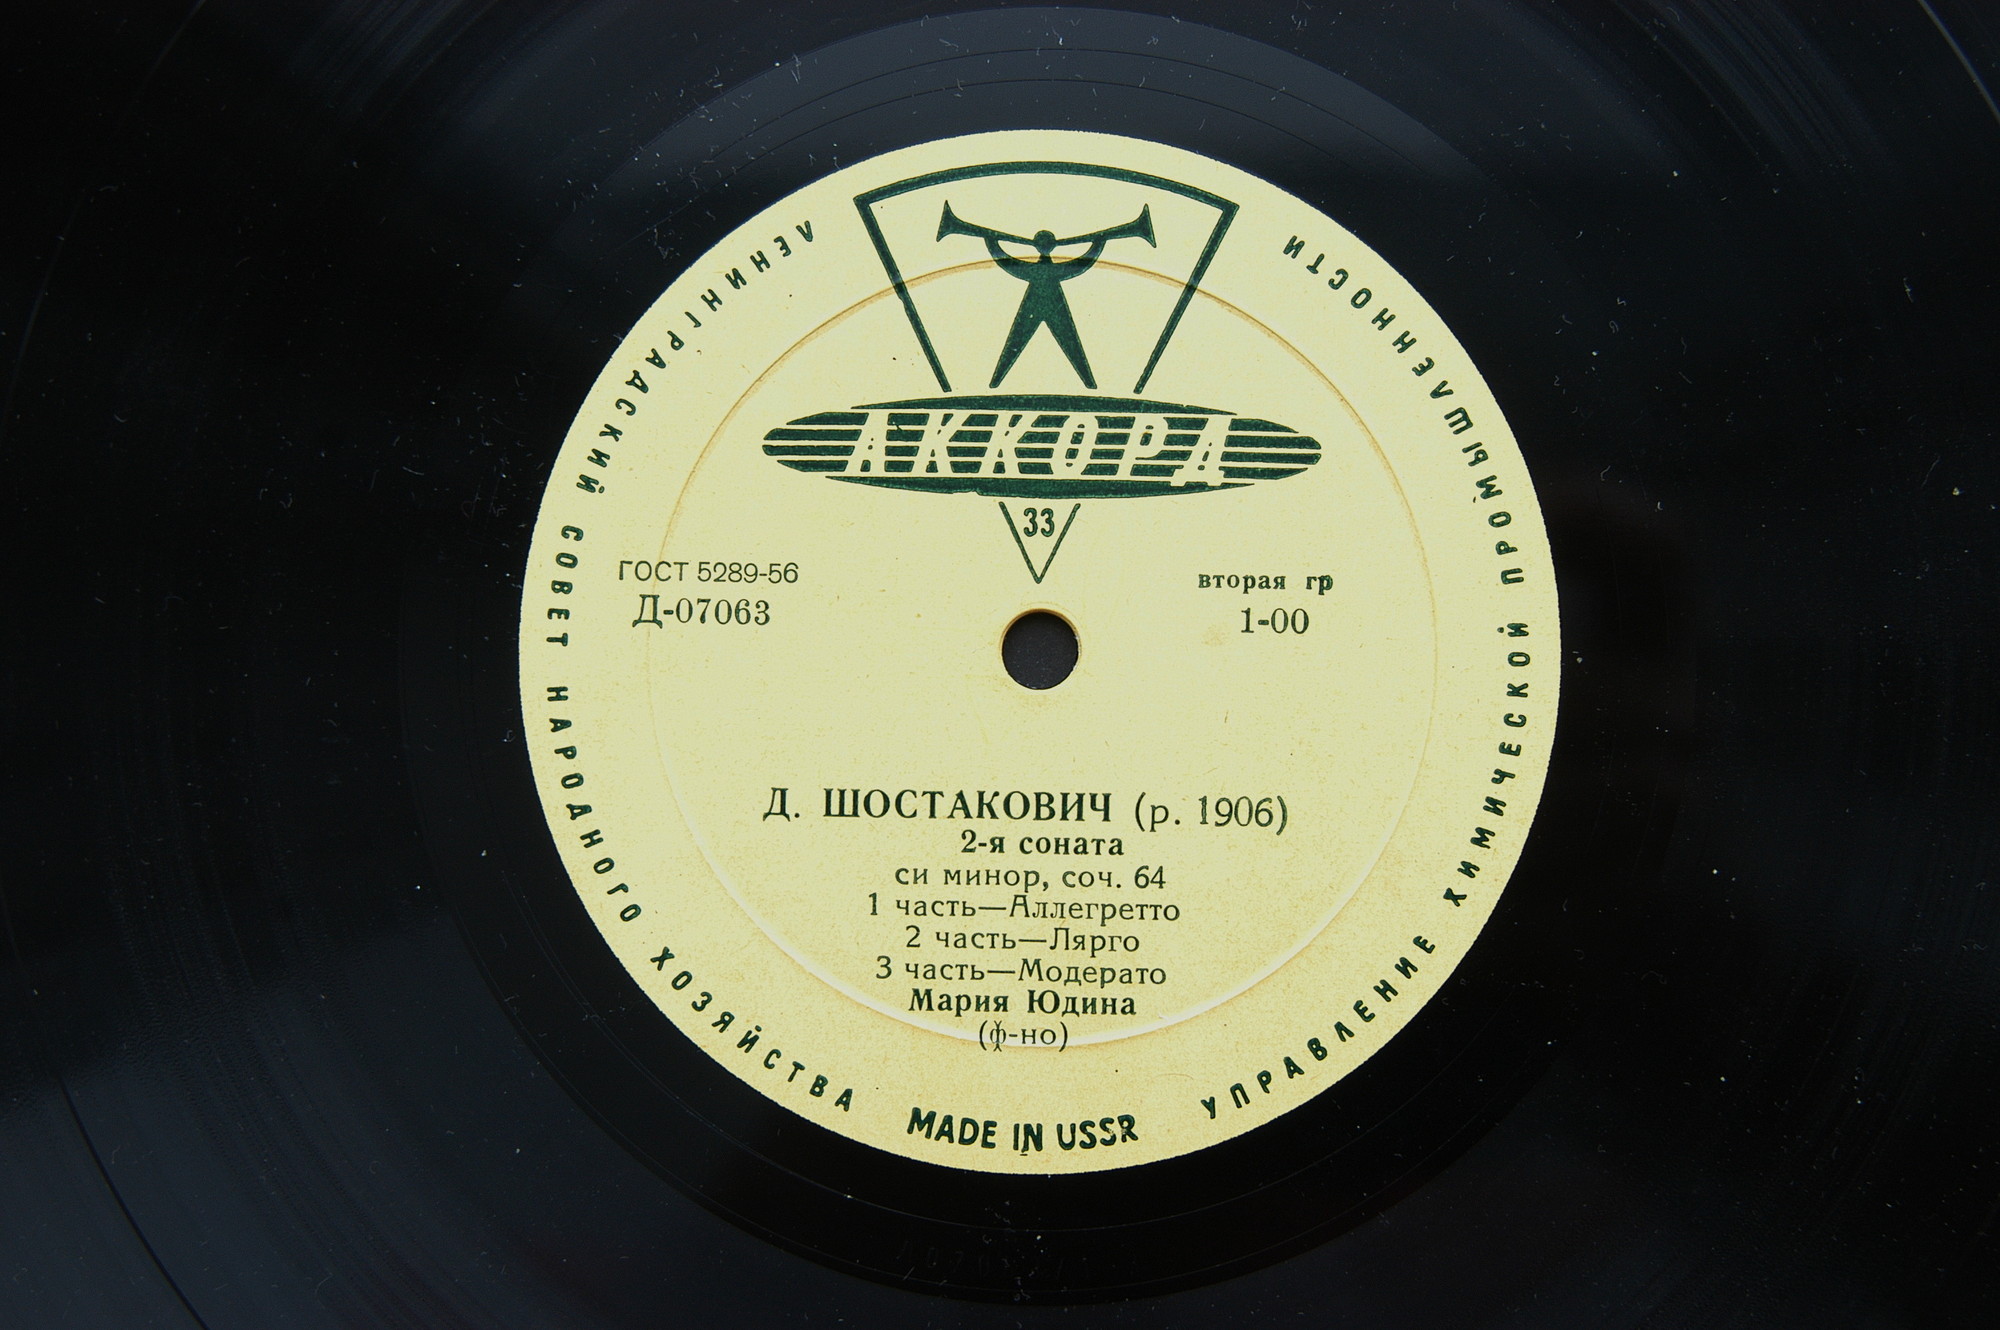 ЛЕНИНГРАДСКИЙ СОВЕТ НАРОДНОГО ХОЗЯЙСТВА
УПРАВЛЕНИЕ ХИМИЧЕСКОЙ ПРОМЫШЛЕННОСТИ
АККОРД
33
ГОСТ 5289-56
Д-07063
вторая гр
1-00
Д. ШОСТАКОВИЧ (р. 1906)
2-я соната
си минор, соч. 64
1 часть—Аллегретто
2 часть—Лярго
3 часть—Модерато
Мария Юдина
(ф-но)
MADE IN USSR